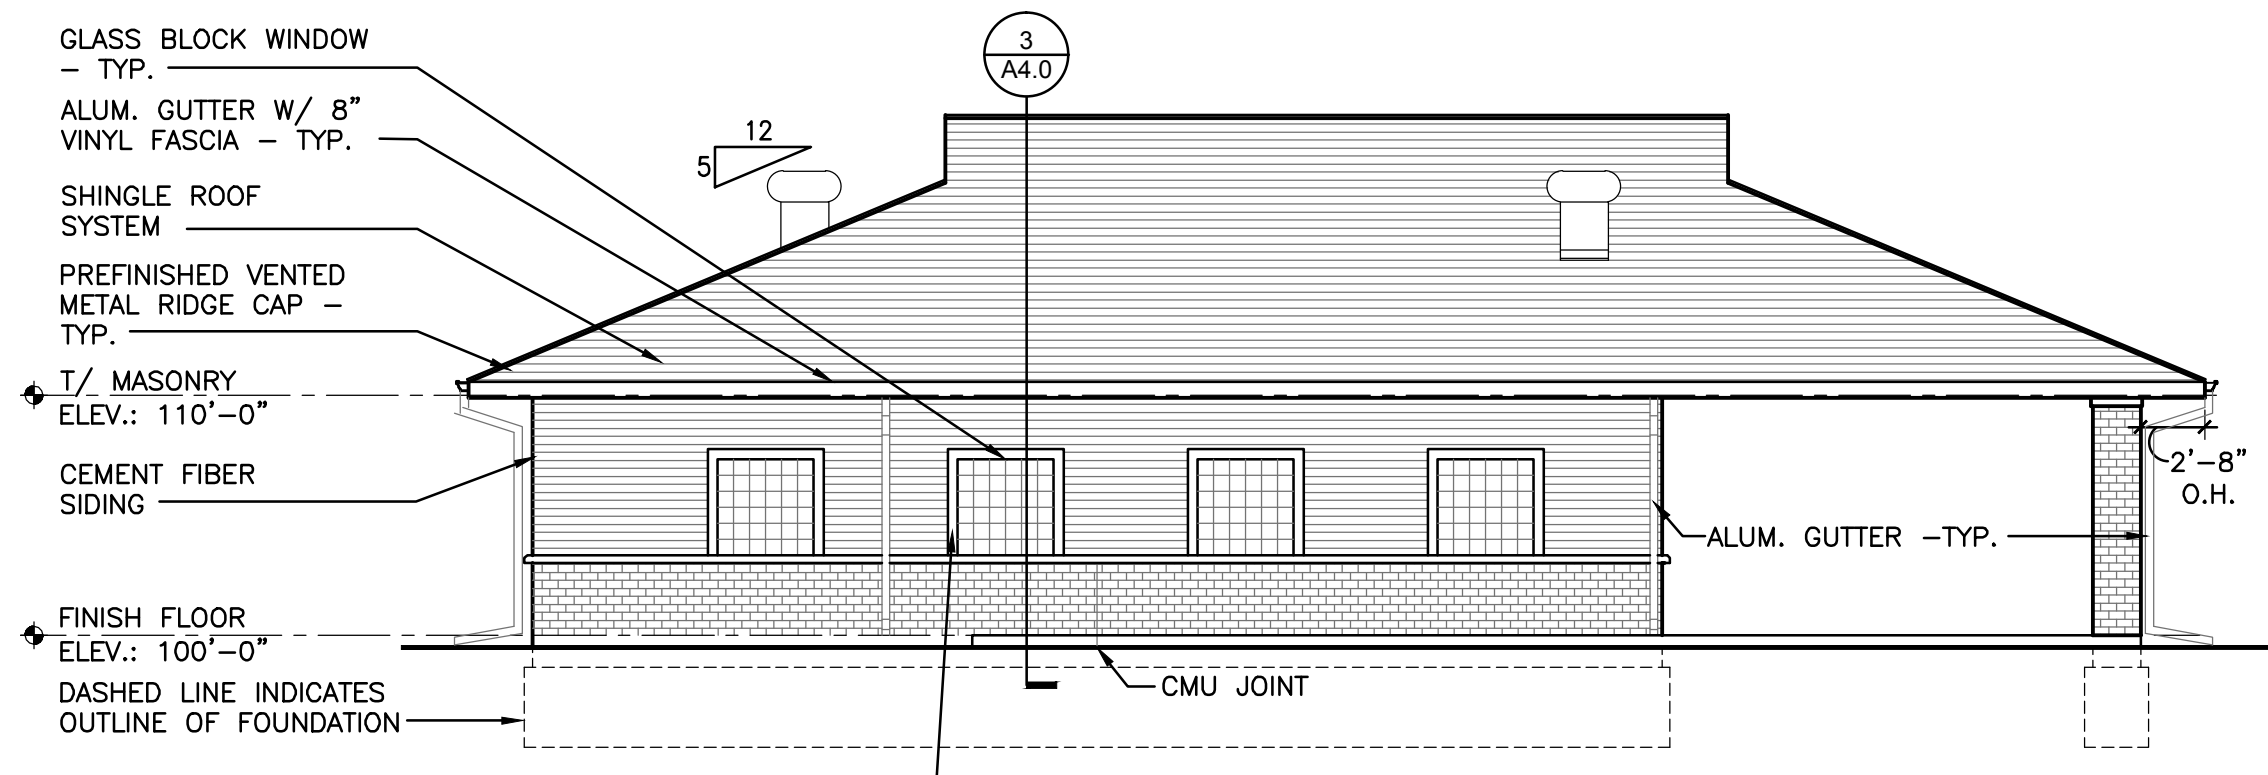 GLASS BLOCK WINDOW
– TYP.
ALUM. GUTTER W/ 8”
VINYL FASCIA – TYP.
SHINGLE ROOF
SYSTEM
PREFINISHED VENTED
METAL RIDGE CAP –
TYP.
T/ MASONRY
ELEV.: 110’–0”
CEMENT FIBER
SIDING
FINISH FLOOR
ELEV.: 100’–0”
DASHED LINE INDICATES
OUTLINE OF FOUNDATION
12
5
3
A4.0
2’–8”
O.H.
ALUM. GUTTER –TYP.
CMU JOINT